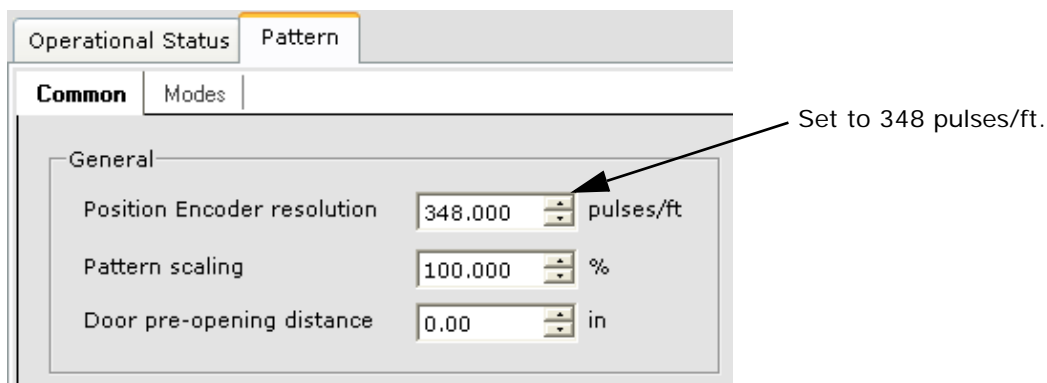 Operational Status Pattern
Common Modes
Set to 348 pulses/ft.
General
Position Encoder resolution 348.000 pulses/ft
Pattern scaling 100.000 %
Door pre-opening distance 0.00 in